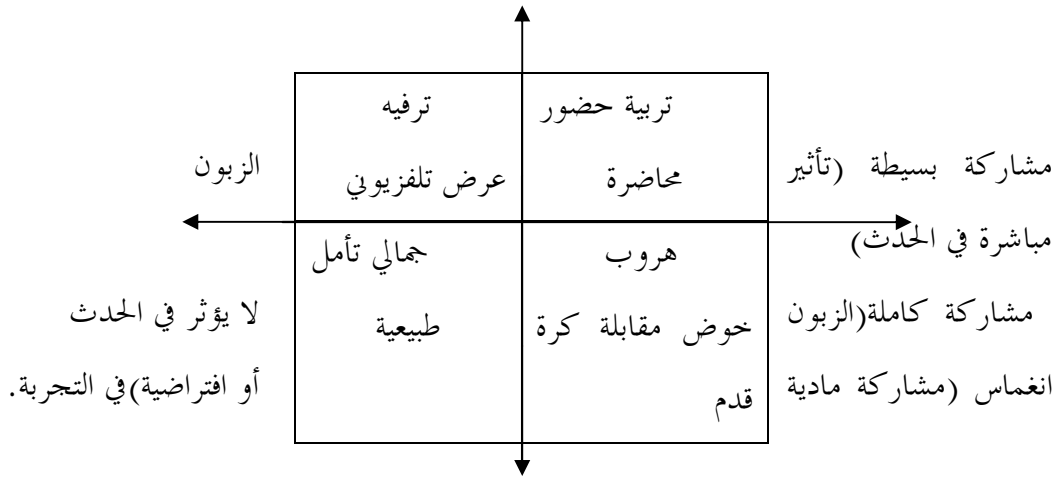 تربية حضور
محاضرة
ترفيه
عرض تلفزيوني
هروب
خوض مقابلة كرة
قدم
جمالي تأمل
طبيعية
مشاركة بسيطة (تأثير
الزبون
مباشرة في الحدث)
مشاركة كاملة(الزبون
لا يؤثر في الحدث
انغماس (مشاركة مادية
أو افتراضية)في التجربة.